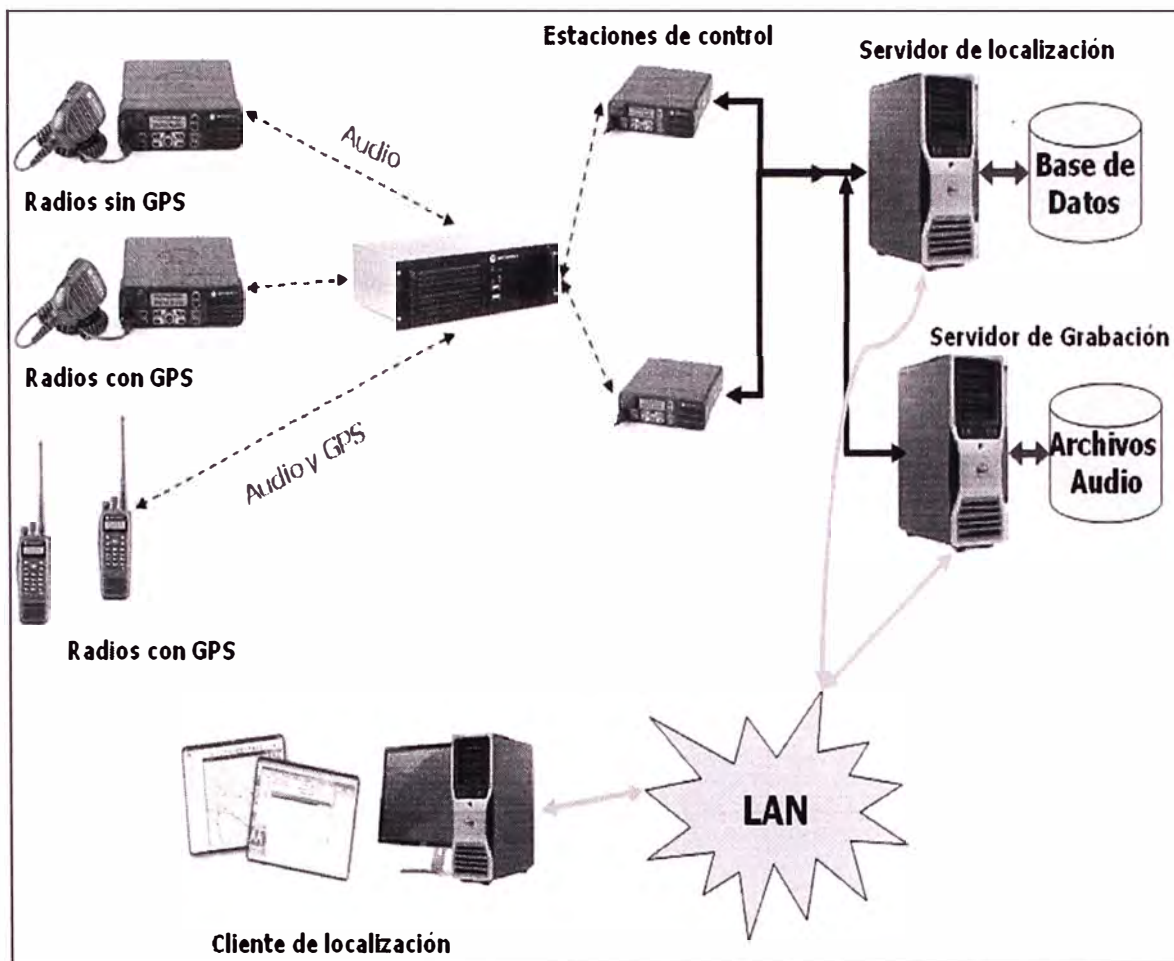 Estaciones de control
Servidor de localización
Audio
Radios sin GPS
Base de
Datos
Radios con GPS
Servidor de Grabación
Audio y GPS
Archivos
Audio
Radios con GPS
LAN
Cliente de localización